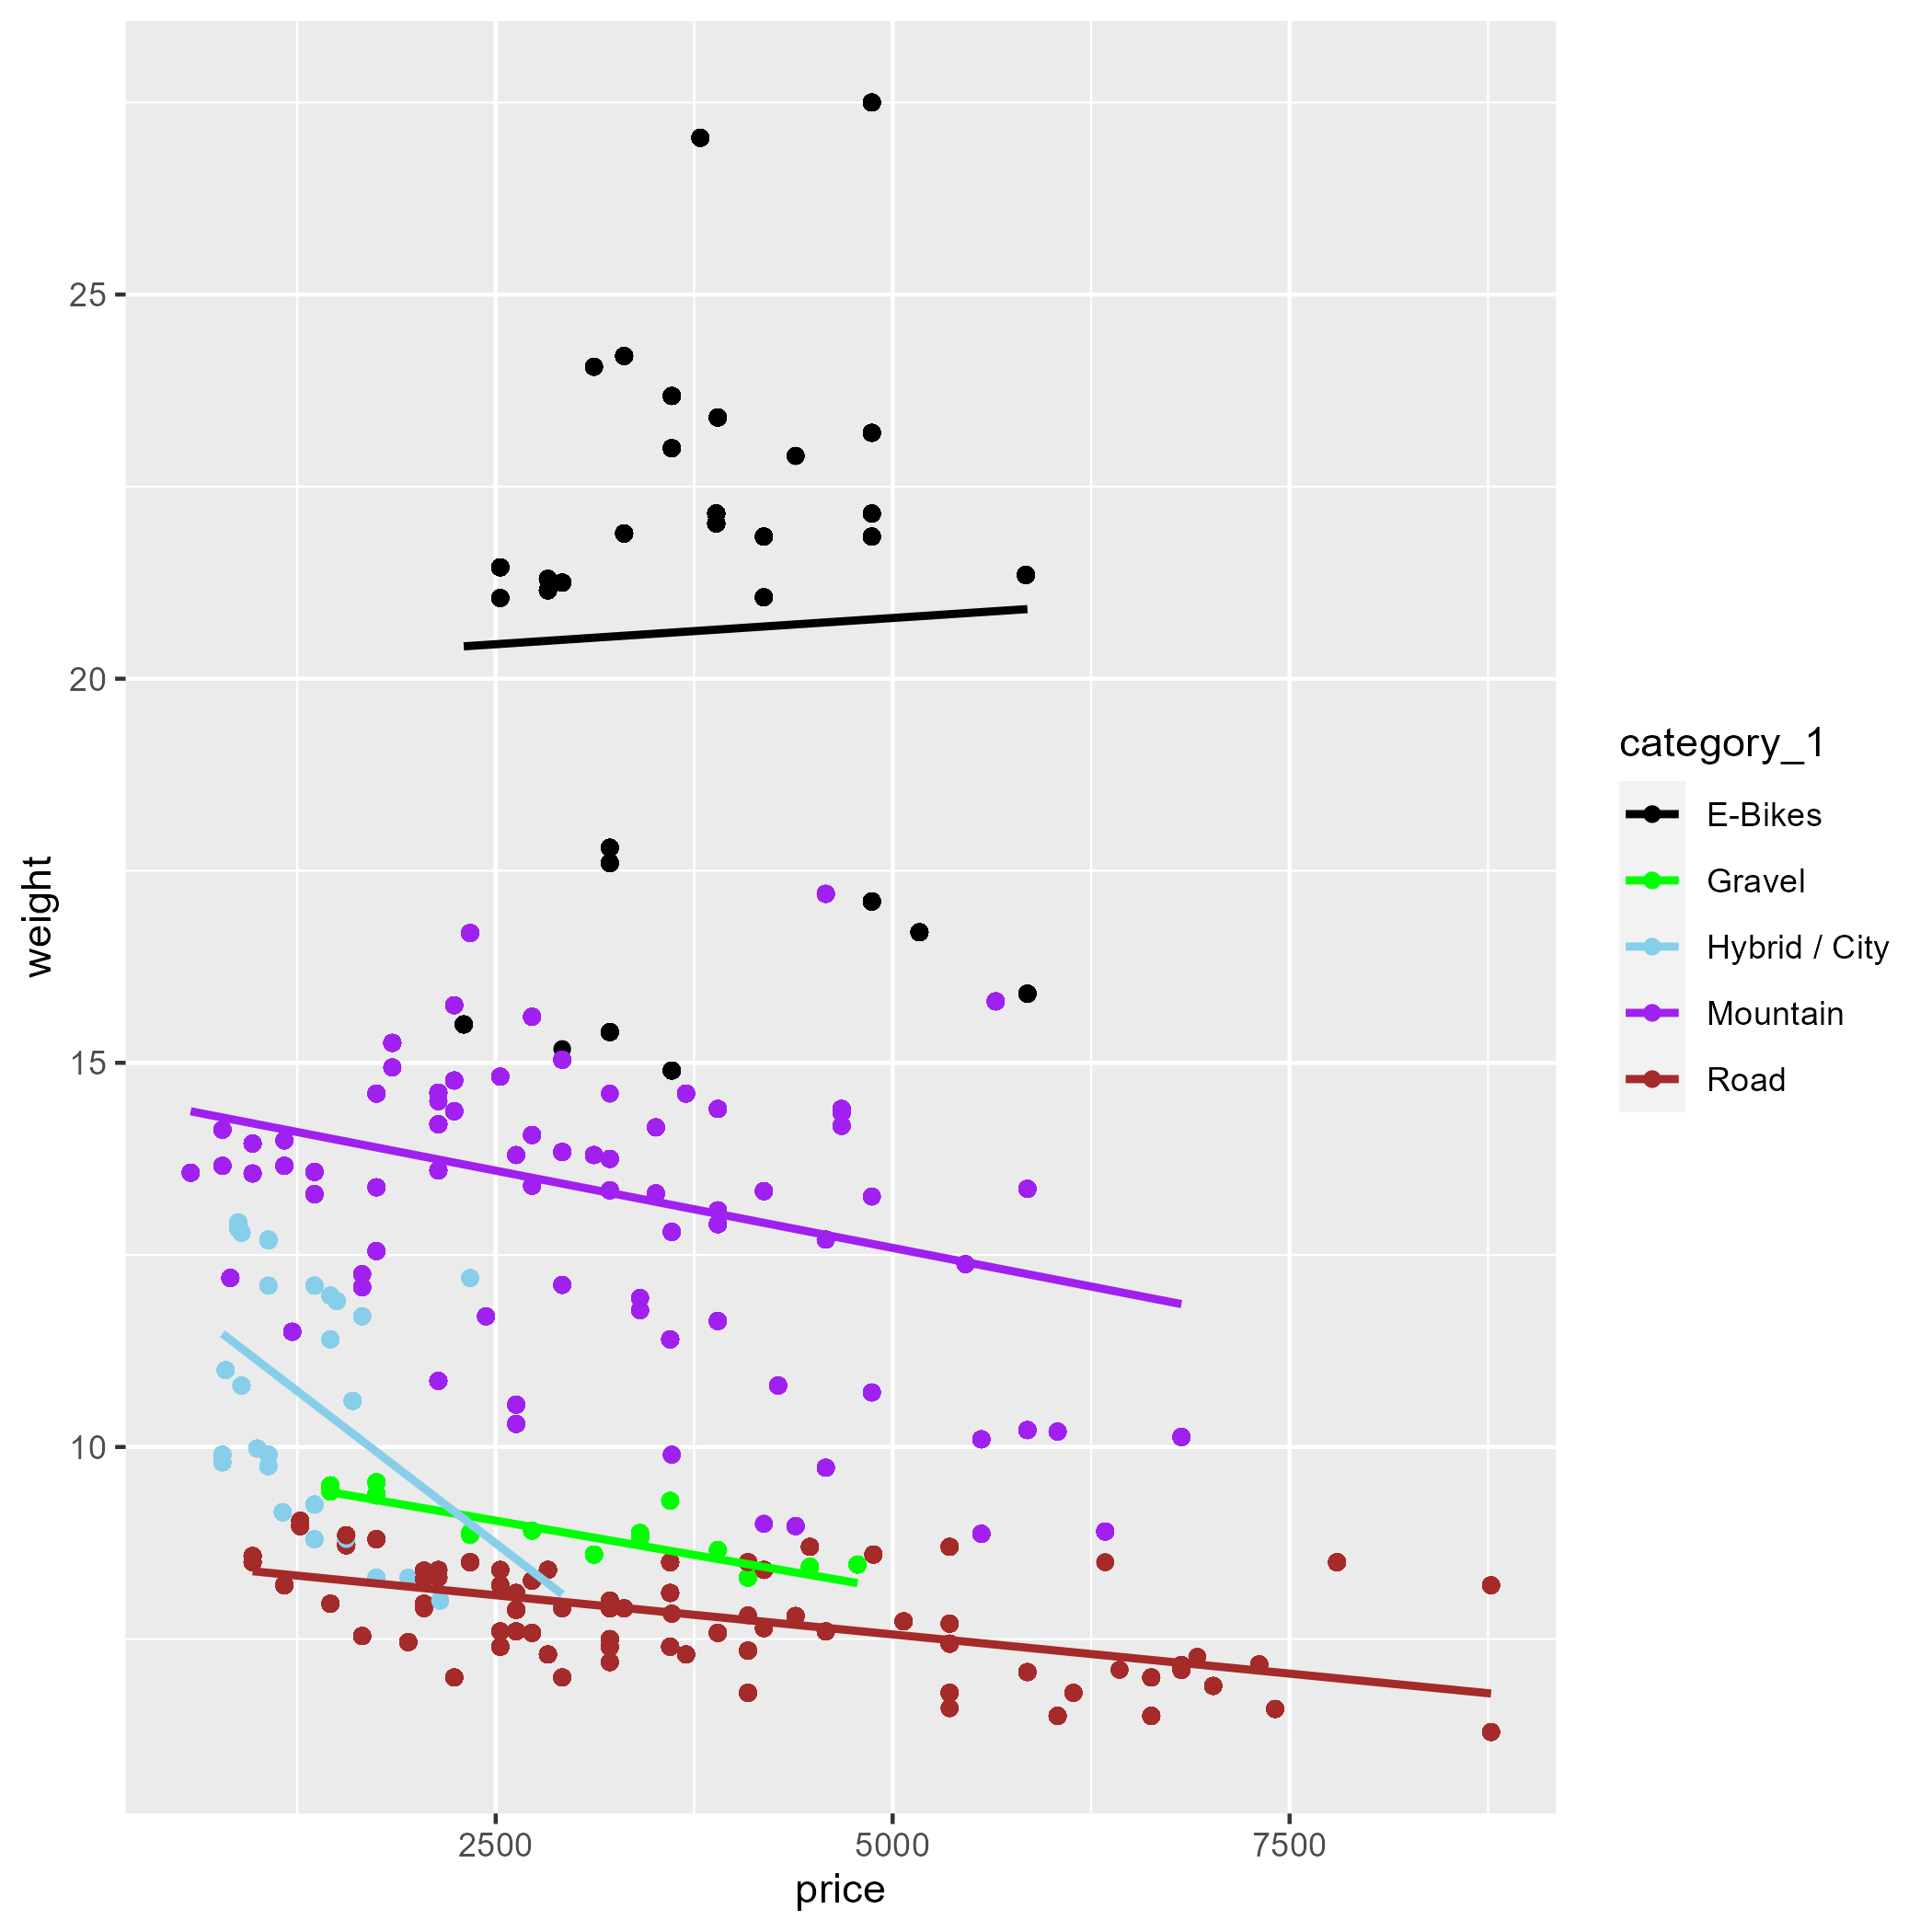 25
20
15
10
weight
2500 5000 7500
price
category_1
E-Bikes
Gravel
Hybrid / City
Mountain
Road